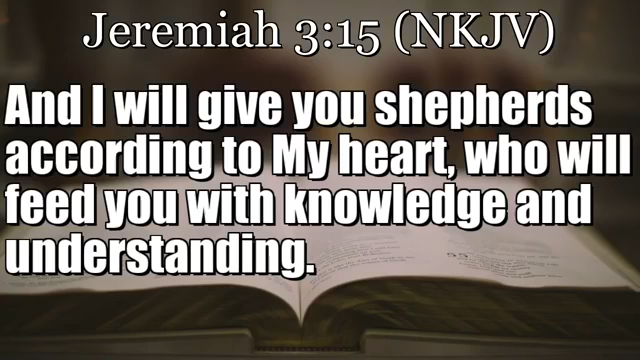 Jeremiah 3:15 (NKJV)
And I will give you shepherds
according to My heart, who will
feed you with knowledge and
understanding.